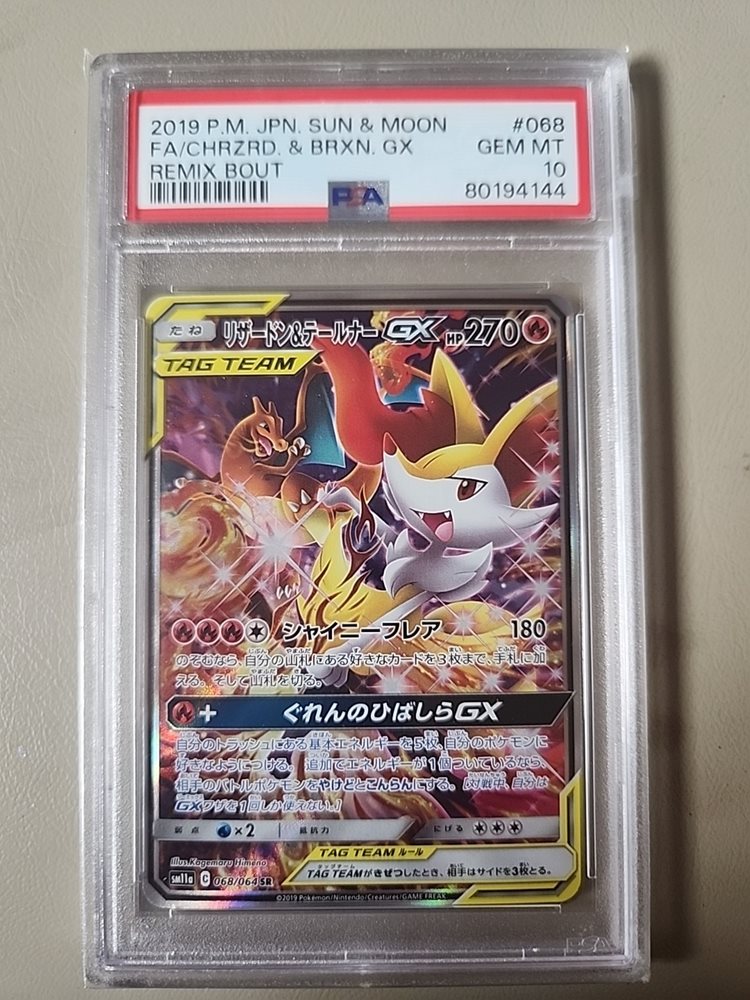 2019 P.M. JPN. SUN & MOON #068
FA/CHRZRD. & BRXN. GX GEM MT
REMIX BOUT 10
PSA 80194144
たね リザードン&テールナーGX HP270
TAG TEAM
シャイニーフレア 180
のぞむなら、自分の山札にある好きなカードを3枚まで、手札に加
える。そして山札を切る。
+ ぐれんのひばしらGX
自分のトラッシュにある基本エネルギーを5枚、自分のポケモンに
好きなようにつける。追加でエネルギーが1個ついているなら、
相手のバトルポケモンをやけどとこんらんにする。[対戦中、自分は
GXワザを1回しか使えない。]
弱点 ×2 抵抗力 にげる
Illus.Kagemaru Himeno
TAG TEAM ルール
sm11a C 068/064 SR
TAG TEAMがきぜつしたとき、相手はサイドを3枚とる。
©2019 Pokémon/Nintendo/Creatures/GAME FREAK